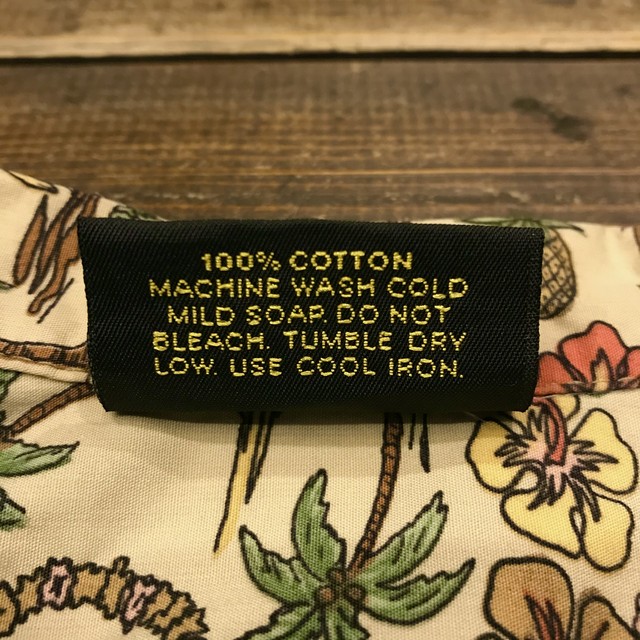 100% COTTON
MACHINE WASH COLD
MILD SOAP. DO NOT
BLEACH. TUMBLE DRY
LOW. USE COOL IRON.